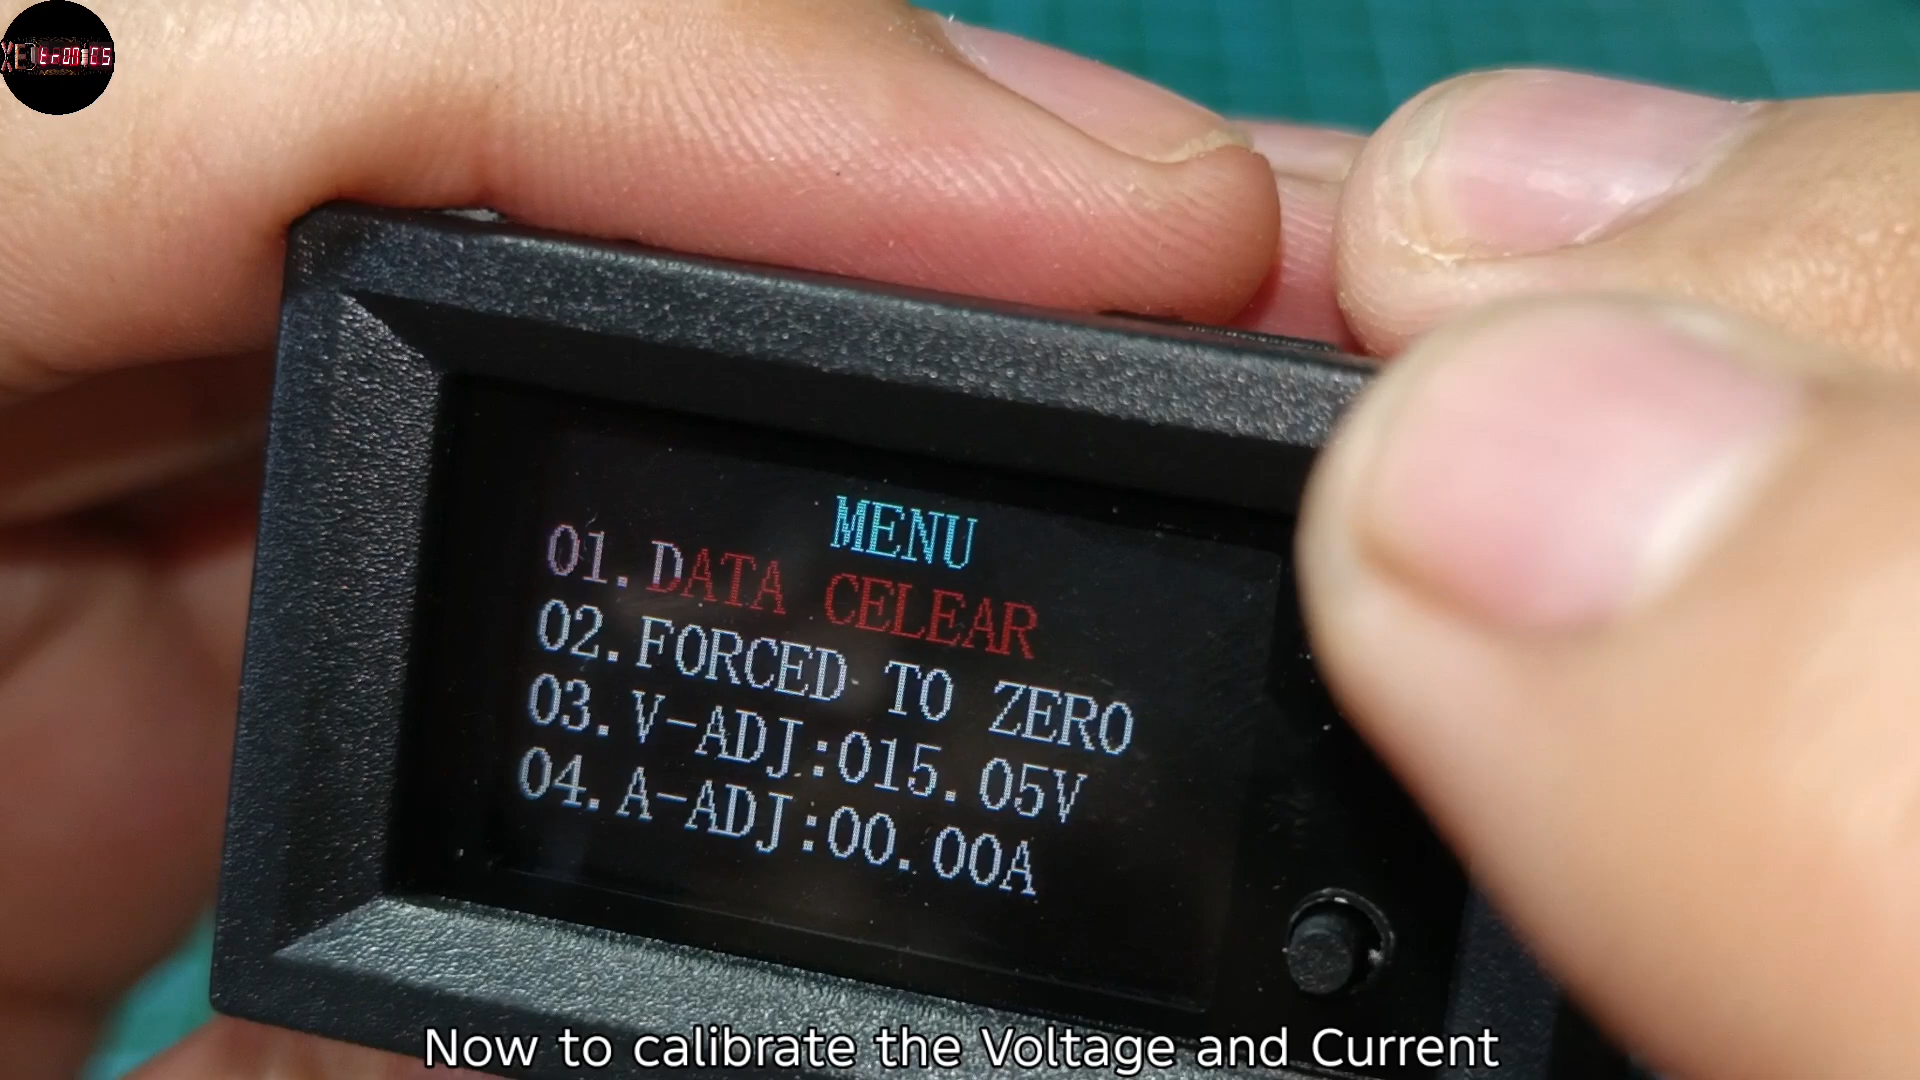 XEJtronics
MENU
01.DATA CELEAR
02.FORCED TO ZERO
03.V-ADJ:015.05V
04.A-ADJ:00.00A
Now to calibrate the Voltage and Current